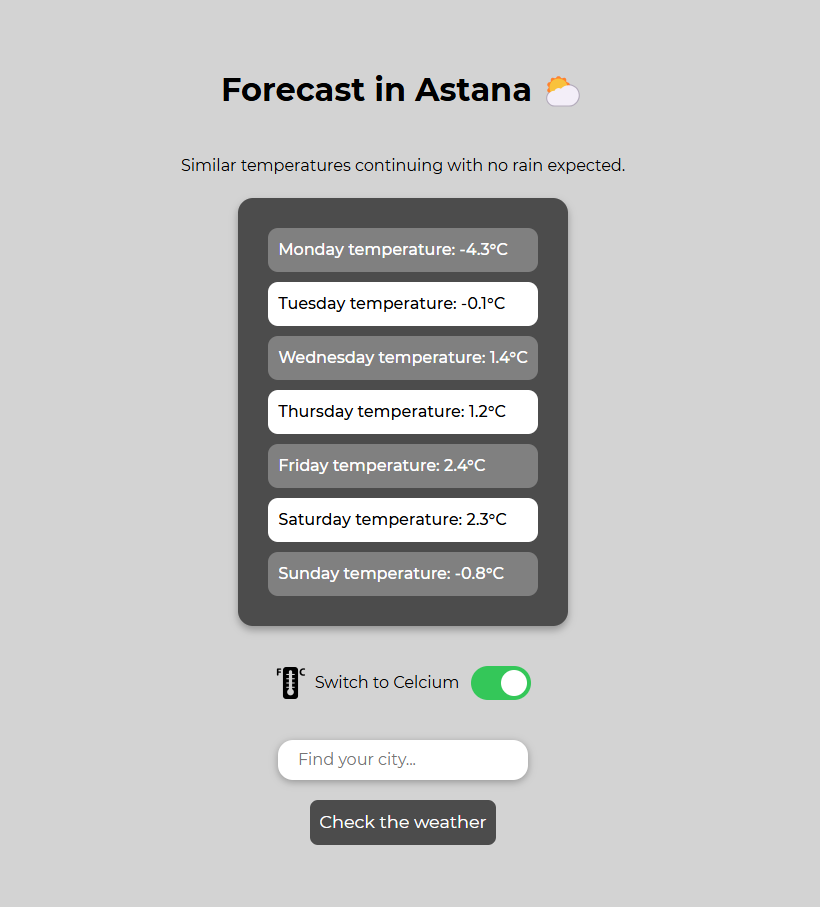 Forecast in Astana
Similar temperatures continuing with no rain expected.
Monday temperature: -4.3°C
Tuesday temperature: -0.1°C
Wednesday temperature: 1.4°C
Thursday temperature: 1.2°C
Friday temperature: 2.4°C
Saturday temperature: 2.3°C
Sunday temperature: -0.8°C
F C Switch to Celcium
Find your city...
Check the weather